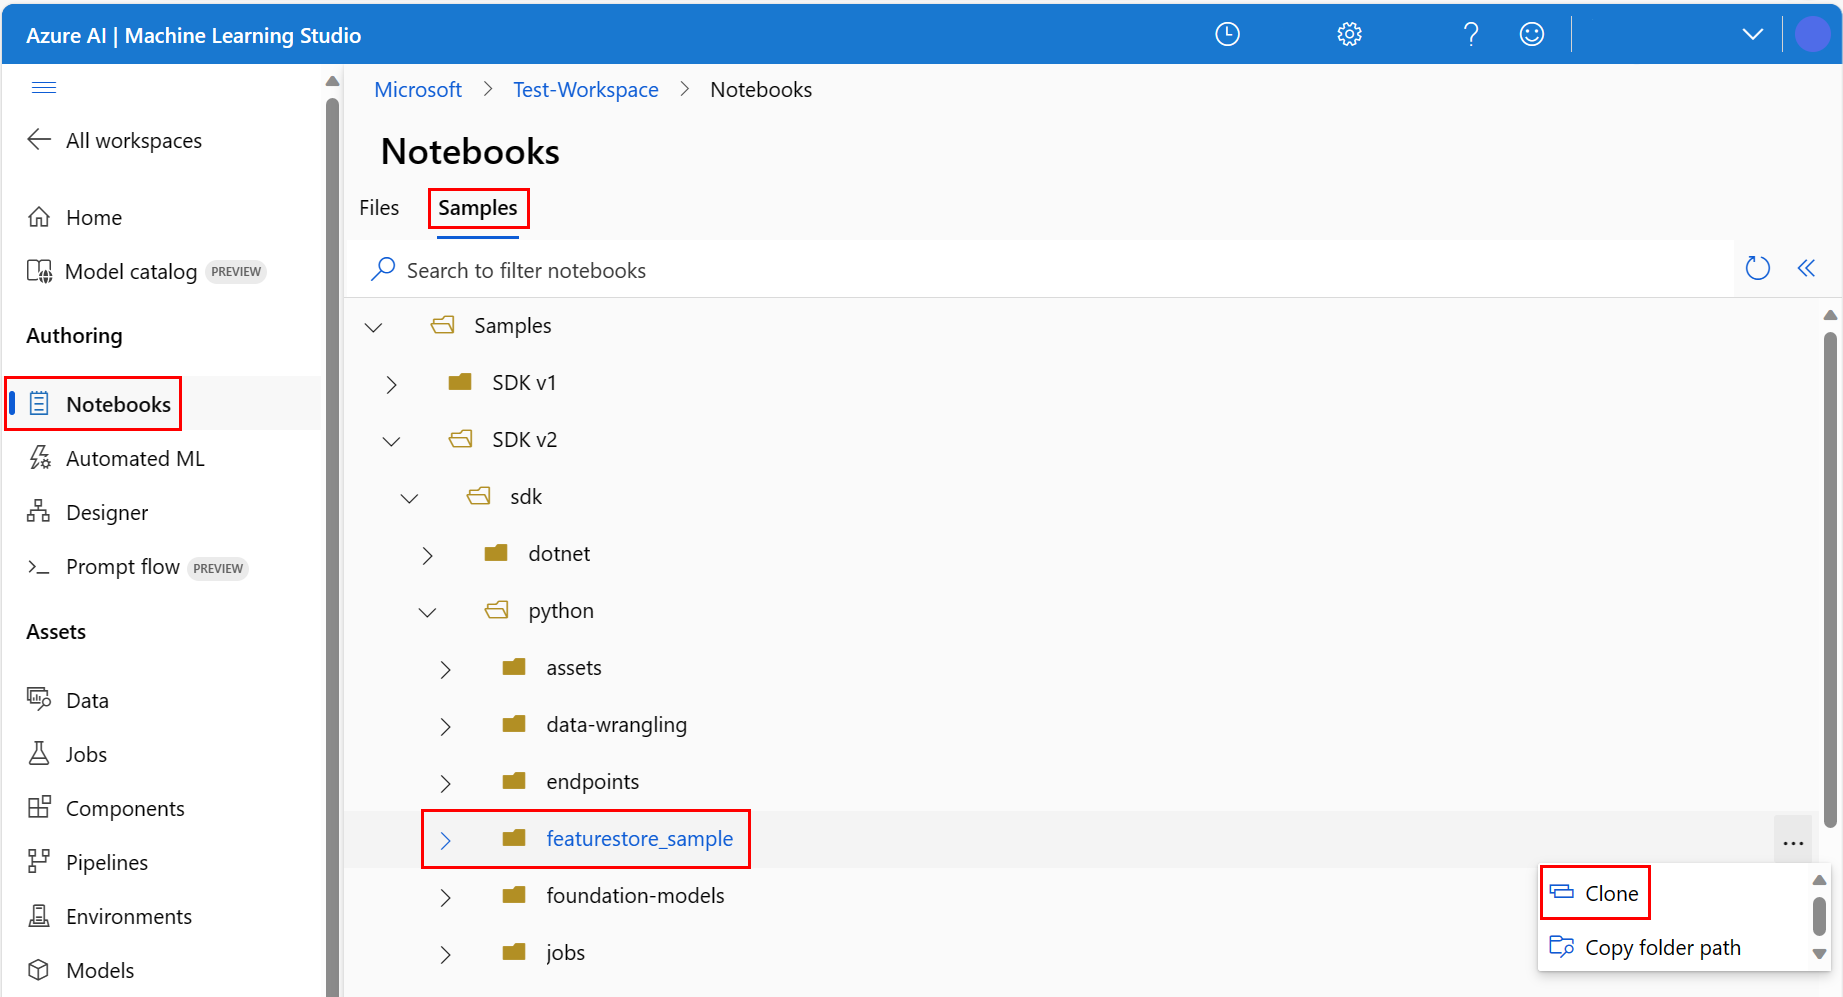 Azure AI | Machine Learning Studio
All workspaces
Home
Model catalog PREVIEW
Authoring
Notebooks
Automated ML
Designer
Prompt flow PREVIEW
Assets
Data
Jobs
Components
Pipelines
Environments
Models
Microsoft > Test-Workspace > Notebooks
Notebooks
Files Samples
Search to filter notebooks
Samples
SDK v1
SDK v2
sdk
dotnet
python
assets
data-wrangling
endpoints
featurestore_sample
...
foundation-models
jobs
Clone
Copy folder path